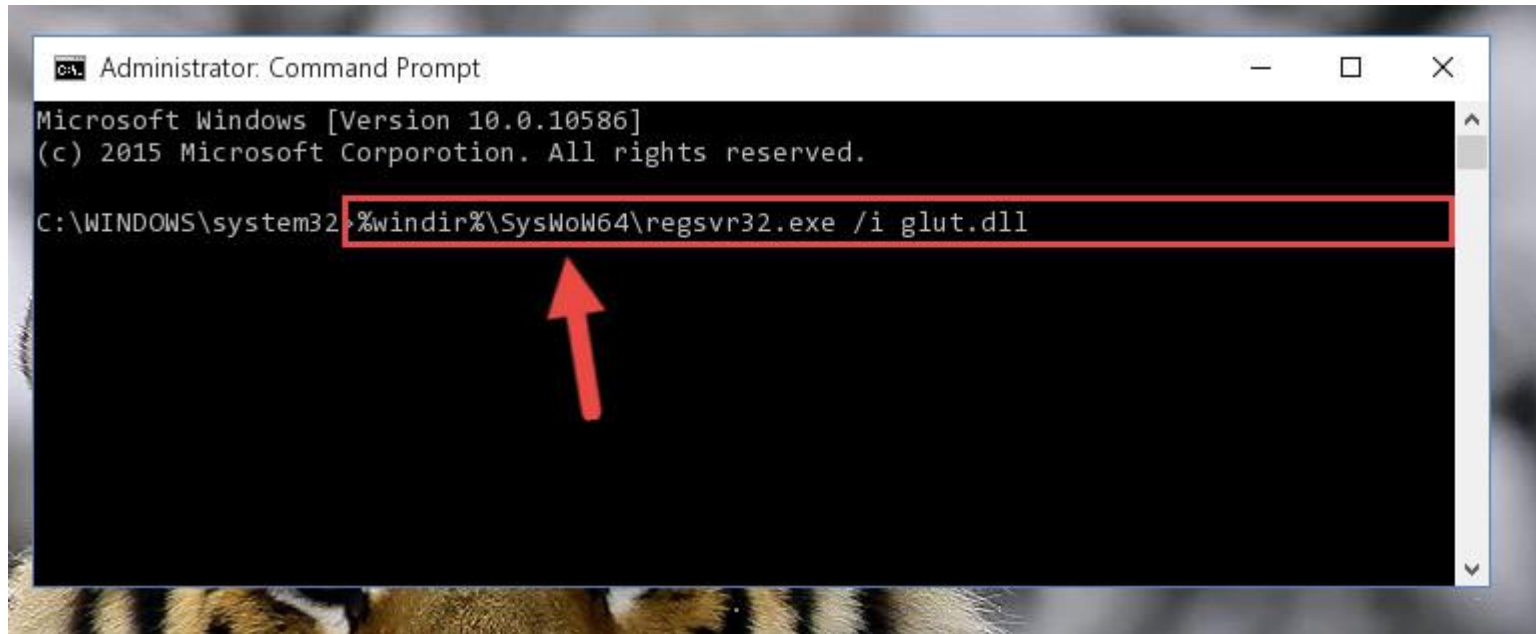 Administrator: Command Prompt
Microsoft Windows [Version 10.0.10586]
(c) 2015 Microsoft Corporotion. All rights reserved.
C:\WINDOWS\system32>%windir%\SysWoW64\regsvr32.exe /i glut.dll